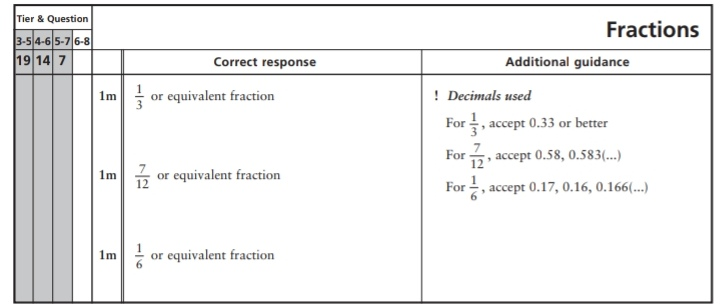 Tier & Question
Fractions
3-5 4-6 5-7 6-8
19 14 7
Correct response
Additional guidance
1m 1/3 or equivalent fraction
! Decimals used
For 1/3, accept 0.33 or better
For 7/12, accept 0.58, 0.583(...)
1m 7/12 or equivalent fraction
For 1/6, accept 0.17, 0.16, 0.166(...)
1m 1/6 or equivalent fraction